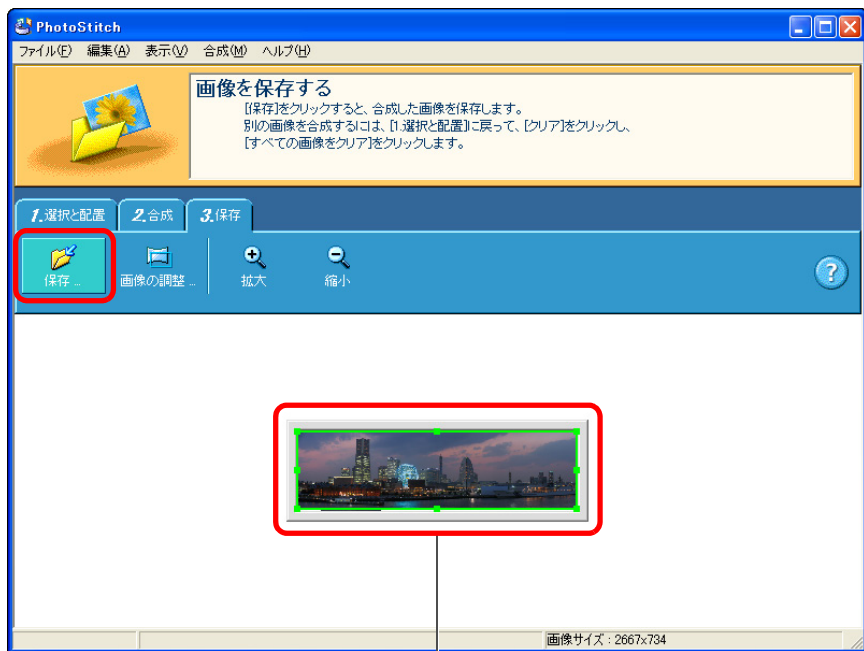 PhotoStitch
ファイル(F) 編集(A) 表示(V) 合成(M) ヘルプ(H)
画像を保存する
[保存]をクリックすると、合成した画像を保存します。
別の画像を合成するには、[1.選択と配置]に戻って、[クリア]をクリックし、
[すべての画像をクリア]をクリックします。
1.選択と配置 2.合成 3.保存
保存... 画像の調整... 拡大 縮小 ?
画像サイズ : 2667x734